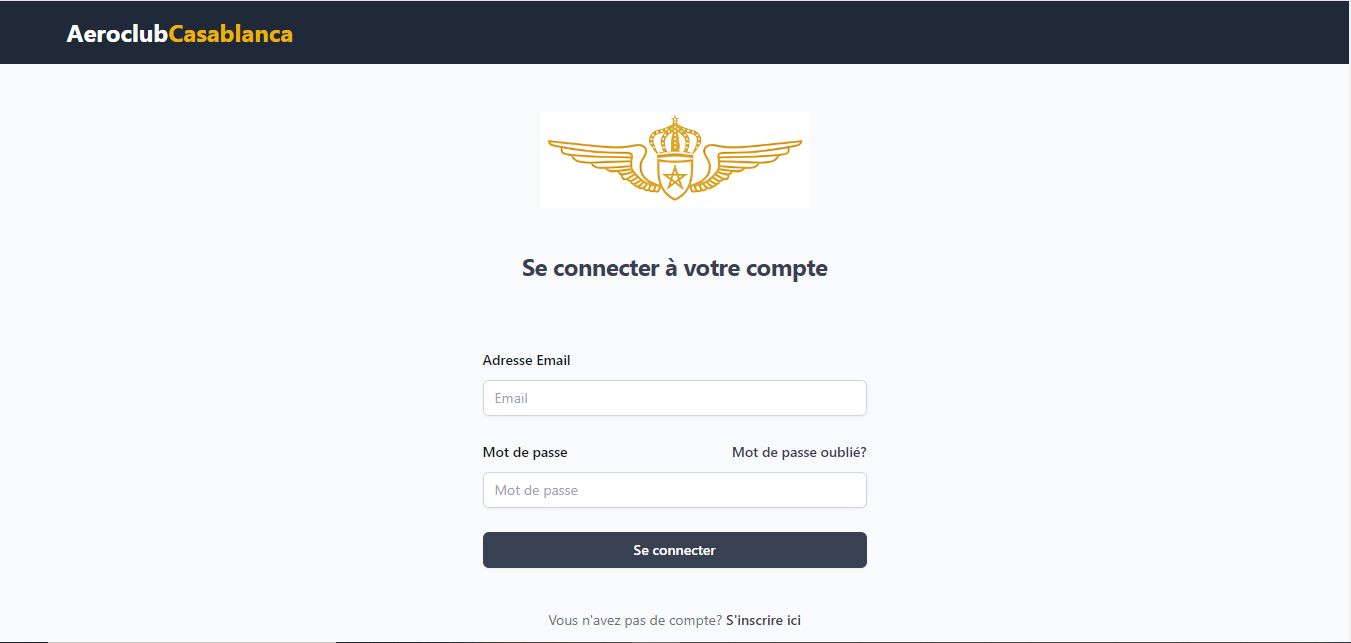 AeroclubCasablanca
Se connecter à votre compte
Adresse Email
Email
Mot de passe Mot de passe oublié?
Mot de passe
Se connecter
Vous n'avez pas de compte? S'inscrire ici